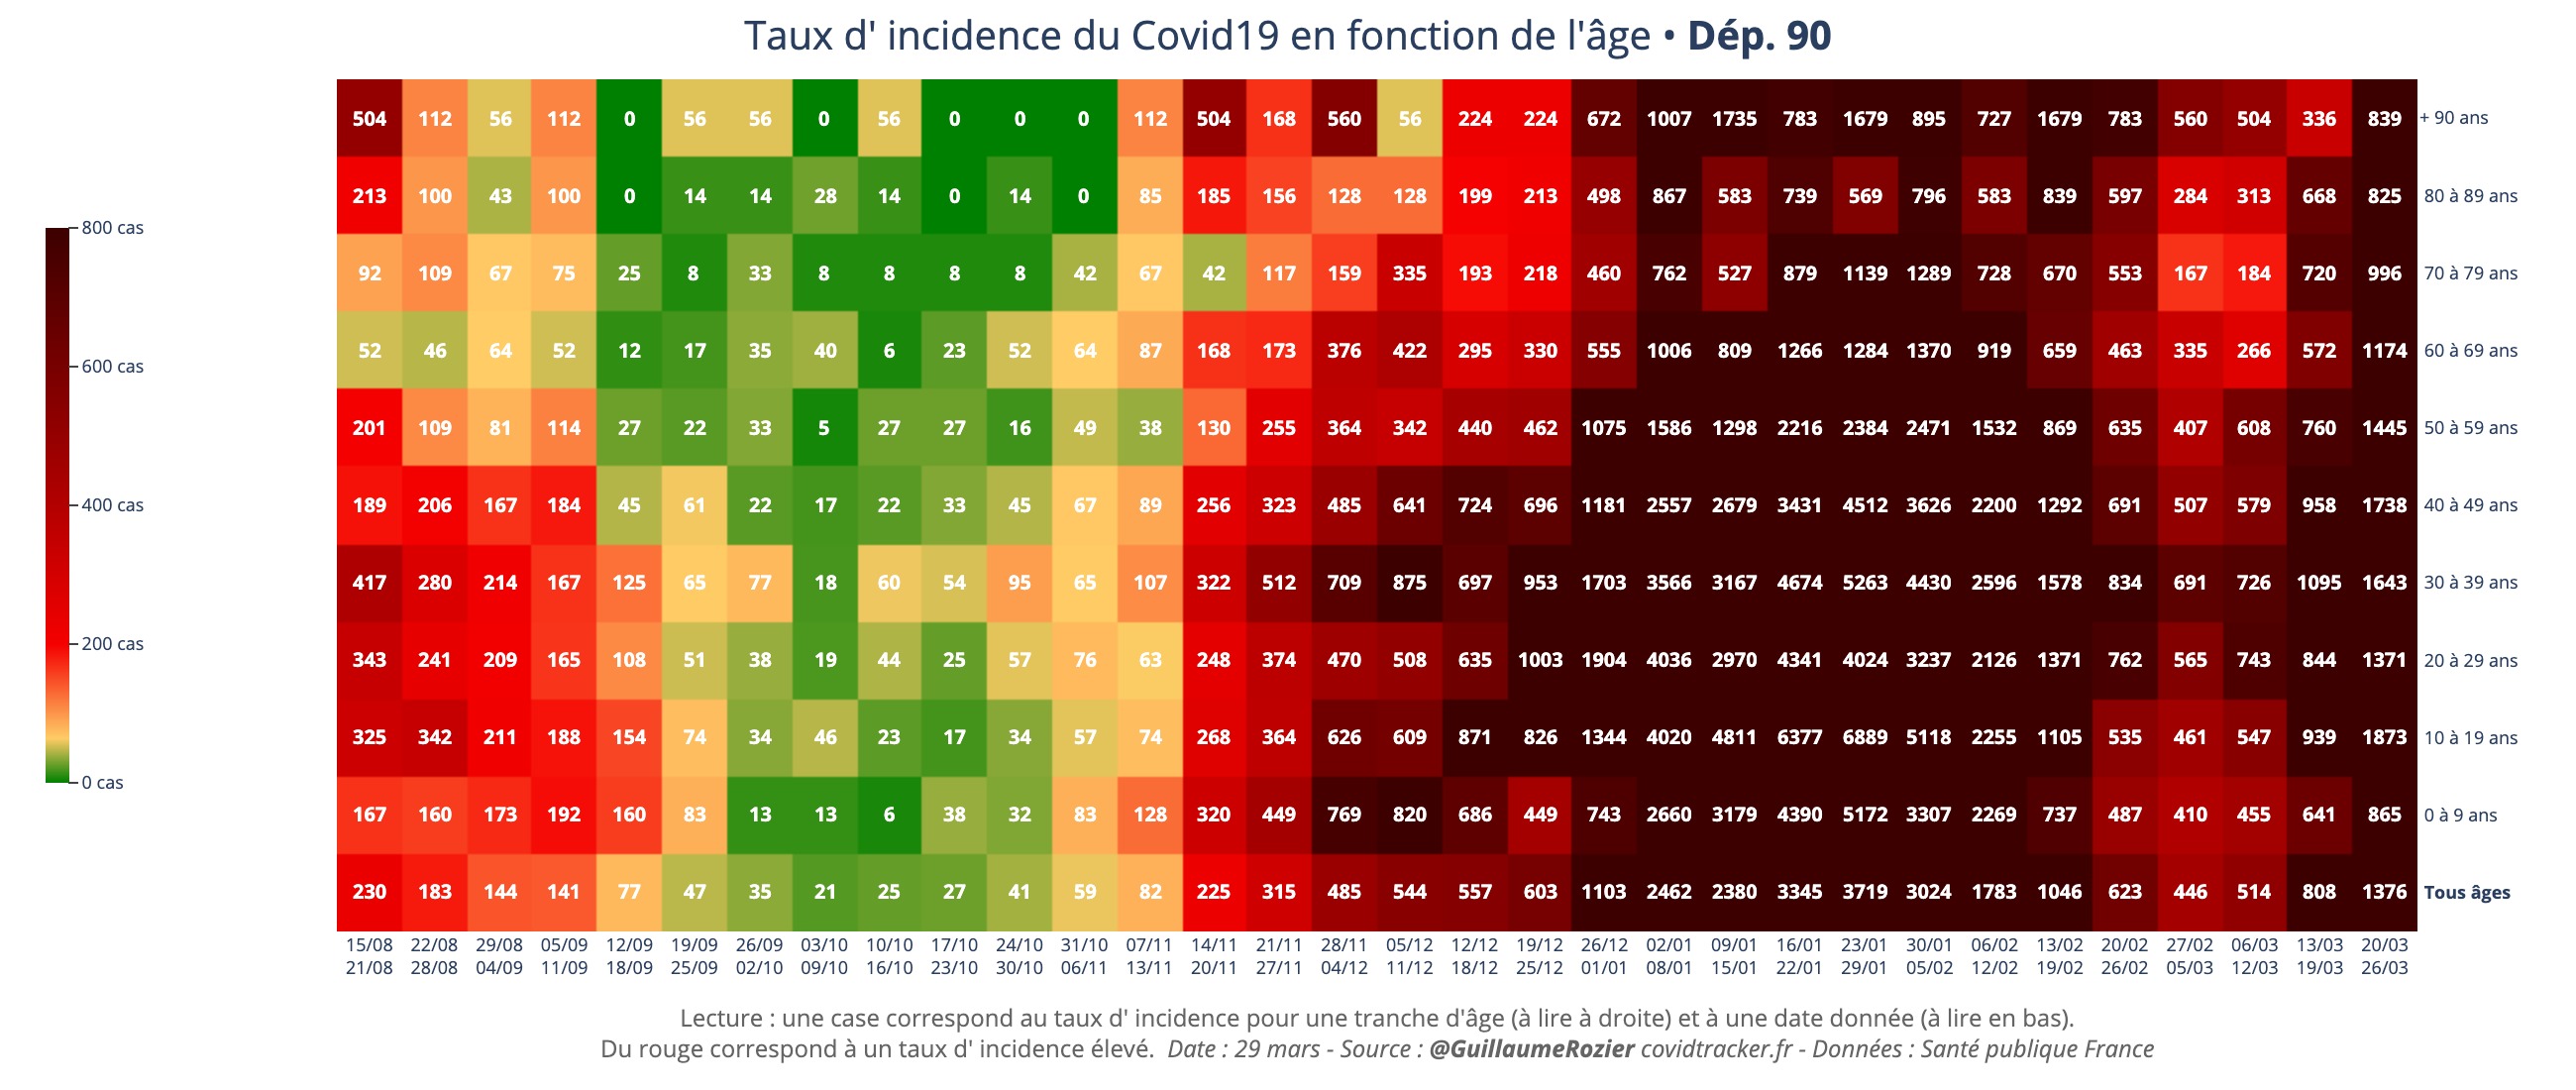 Taux d' incidence du Covid19 en fonction de l'âge • Dép. 90
504 112 56 112 0 56 56 0 56 0 0 0 112 504 168 560 56 224 224 672 1007 1735 783 1679 895 727 1679 783 560 504 336 839 + 90 ans
213 100 43 100 0 14 14 28 14 0 14 0 85 185 156 128 128 199 213 498 867 583 739 569 796 583 839 597 284 313 668 825 80 à 89 ans
800 cas
92 109 67 75 25 8 33 8 8 8 8 42 67 42 117 159 335 193 218 460 762 527 879 1139 1289 728 670 553 167 184 720 996 70 à 79 ans
52 46 64 52 12 17 35 40 6 23 52 64 87 168 173 376 422 295 330 555 1006 809 1266 1284 1370 919 659 463 335 266 572 1174 60 à 69 ans
600 cas
201 109 81 114 27 22 33 5 27 27 16 49 38 130 255 364 342 440 462 1075 1586 1298 2216 2384 2471 1532 869 635 407 608 760 1445 50 à 59 ans
400 cas
189 206 167 184 45 61 22 17 22 33 45 67 89 256 323 485 641 724 696 1181 2557 2679 3431 4512 3626 2200 1292 691 507 579 958 1738 40 à 49 ans
417 280 214 167 125 65 77 18 60 54 95 65 107 322 512 709 875 697 953 1703 3566 3167 4674 5263 4430 2596 1578 834 691 726 1095 1643 30 à 39 ans
200 cas
343 241 209 165 108 51 38 19 44 25 57 76 63 248 374 470 508 635 1003 1904 4036 2970 4341 4024 3237 2126 1371 762 565 743 844 1371 20 à 29 ans
325 342 211 188 154 74 34 46 23 17 34 57 74 268 364 626 609 871 826 1344 4020 4811 6377 6889 5118 2255 1105 535 461 547 939 1873 10 à 19 ans
0 cas
167 160 173 192 160 83 13 13 6 38 32 83 128 320 449 769 820 686 449 743 2660 3179 4390 5172 3307 2269 737 487 410 455 641 865 0 à 9 ans
230 183 144 141 77 47 35 21 25 27 41 59 82 225 315 485 544 557 603 1103 2462 2380 3345 3719 3024 1783 1046 623 446 514 808 1376 Tous âges
15/08 22/08 29/08 05/09 12/09 19/09 26/09 03/10 10/10 17/10 24/10 31/10 07/11 14/11 21/11 28/11 05/12 12/12 19/12 26/12 02/01 09/01 16/01 23/01 30/01 06/02 13/02 20/02 27/02 06/03 13/03 20/03
21/08 28/08 04/09 11/09 18/09 25/09 02/10 09/10 16/10 23/10 30/10 06/11 13/11 20/11 27/11 04/12 11/12 18/12 25/12 01/01 08/01 15/01 22/01 29/01 05/02 12/02 19/02 26/02 05/03 12/03 19/03 26/03
Lecture : une case correspond au taux d' incidence pour une tranche d'âge (à lire à droite) et à une date donnée (à lire en bas).
Du rouge correspond à un taux d' incidence élevé. Date : 29 mars - Source : @GuillaumeRozier covidtracker.fr - Données : Santé publique France